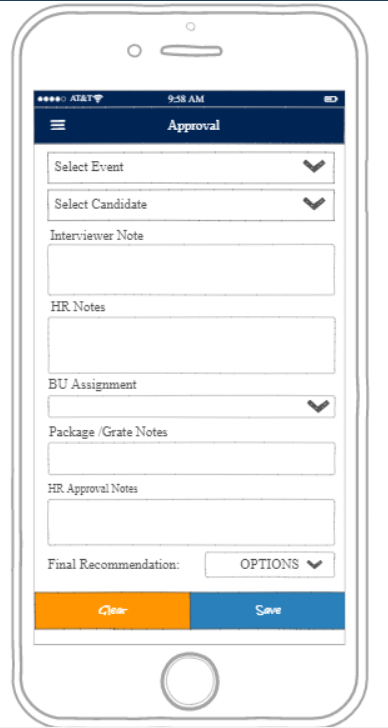 AT&T 9:58 AM
Approval
Select Event
Select Candidate
Interviewer Note
HR Notes
BU Assignment
Package /Grate Notes
HR Approval Notes
Final Recommendation: OPTIONS
Clear Save